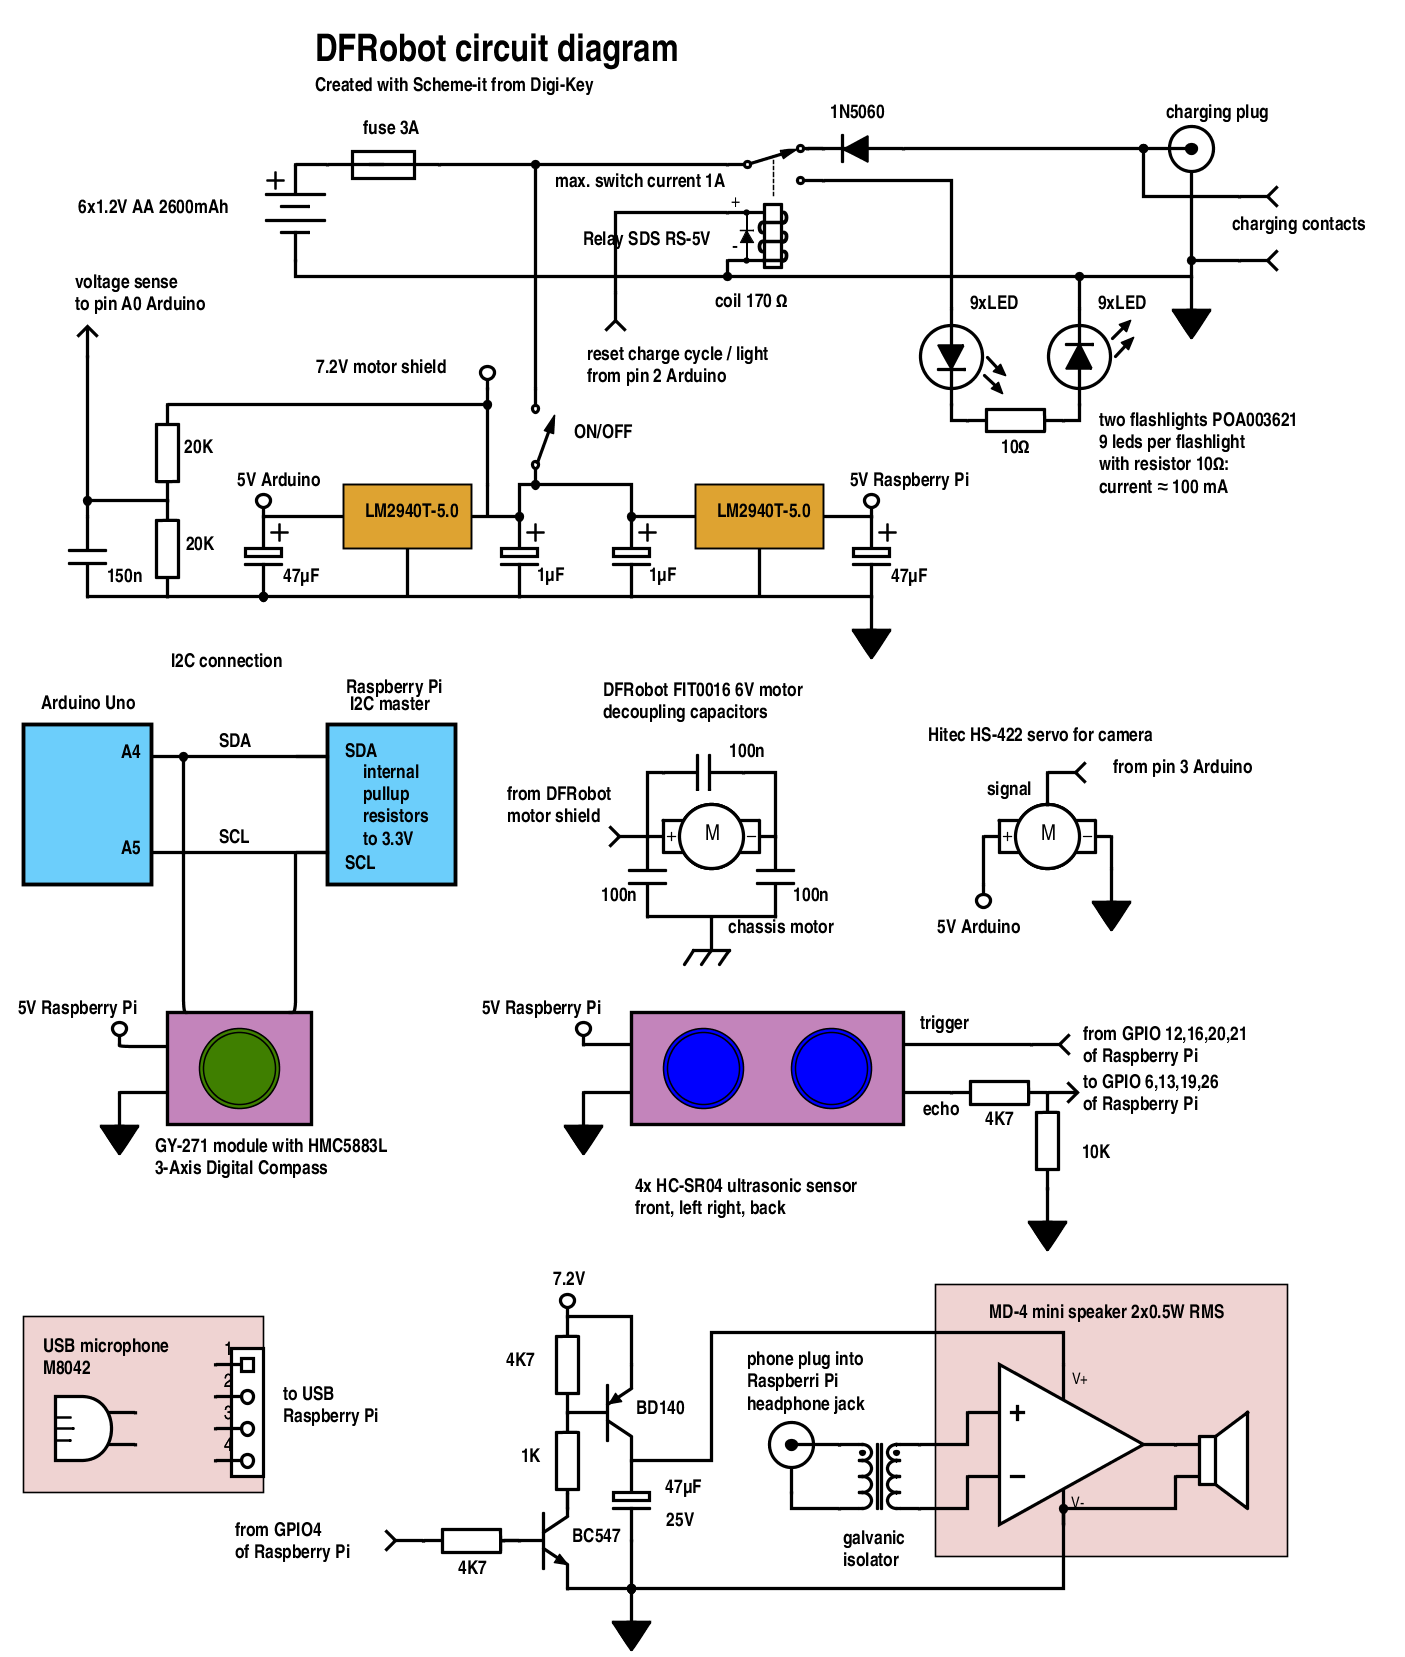 DFRobot circuit diagram
Created with Scheme-it from Digi-Key
fuse 3A
1N5060
charging plug
max. switch current 1A
+
6x1.2V AA 2600mAh
+
Relay SDS RS-5V
-
charging contacts
voltage sense
to pin A0 Arduino
coil 170 Ω
9xLED
9xLED
reset charge cycle / light
from pin 2 Arduino
7.2V motor shield
ON/OFF
two flashlights POA003621
9 leds per flashlight
with resistor 10Ω:
current ≈ 100 mA
10Ω
20K
5V Arduino
LM2940T-5.0
LM2940T-5.0
5V Raspberry Pi
+
+
+
+
20K
150n
47µF
1µF
1µF
47µF
I2C connection
Arduino Uno
Raspberry Pi
I2C master
A4
SDA
SDA
internal
pullup
resistors
to 3.3V
A5
SCL
SCL
DFRobot FIT0016 6V motor
decoupling capacitors
100n
from DFRobot
motor shield
+
M
−
100n
100n
chassis motor
Hitec HS-422 servo for camera
from pin 3 Arduino
signal
+
M
−
5V Arduino
5V Raspberry Pi
GY-271 module with HMC5883L
3-Axis Digital Compass
5V Raspberry Pi
trigger
from GPIO 12,16,20,21
of Raspberry Pi
to GPIO 6,13,19,26
of Raspberry Pi
echo
4K7
10K
4x HC-SR04 ultrasonic sensor
front, left right, back
USB microphone
M8042
1
2
3
4
to USB
Raspberry Pi
7.2V
4K7
BD140
1K
47µF
25V
from GPIO4
of Raspberry Pi
4K7
BC547
phone plug into
Raspberri Pi
headphone jack
galvanic
isolator
MD-4 mini speaker 2x0.5W RMS
V+
+
−
V-